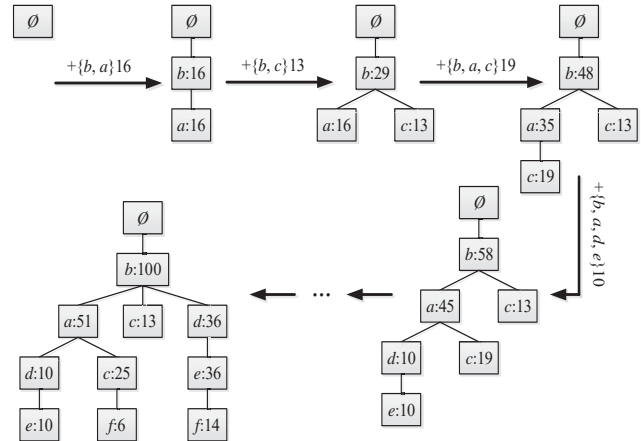 Ø
Ø
Ø
Ø
+{b, a}16
+{b, c}13
+{b, a, c}19
b:16
b:29
b:48
a:16
a:16
c:13
a:35
c:13
c:19
+{b, a, d, e}10
Ø
Ø
b:58
b:100
...
a:45
c:13
a:51
c:13
d:36
d:10
c:19
d:10
c:25
e:36
e:10
e:10
f:6
f:14